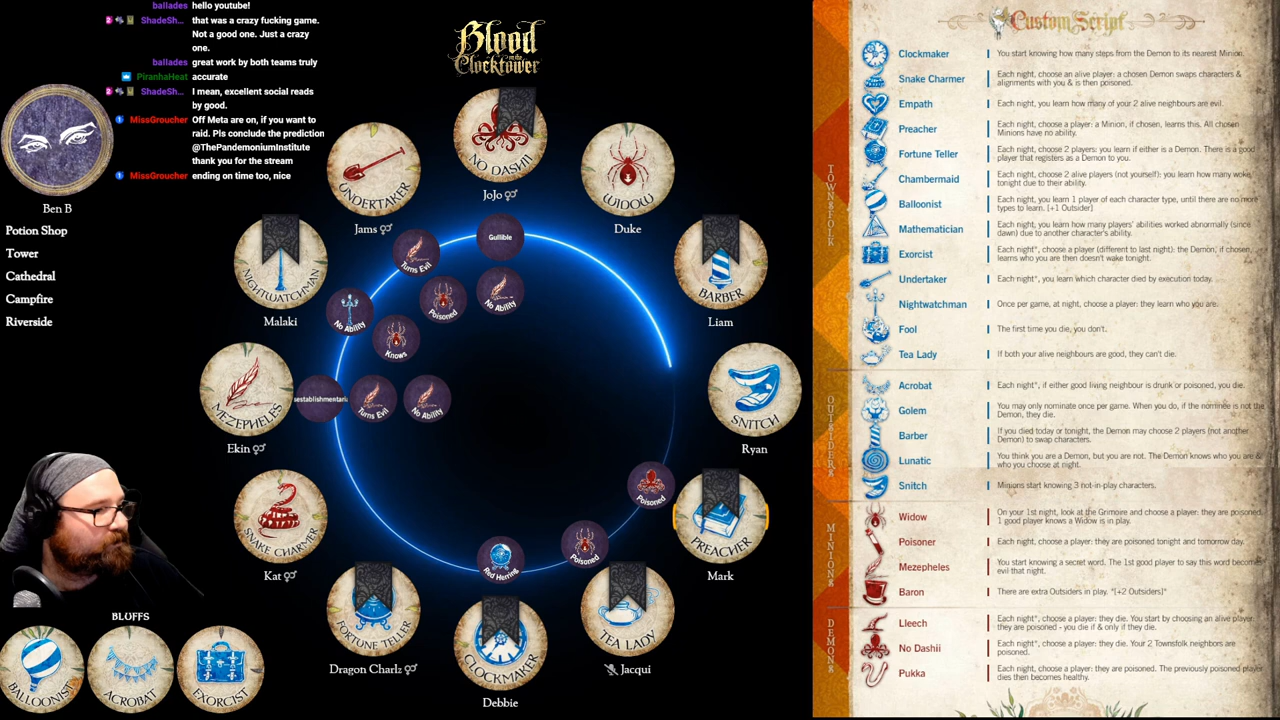 ballades hello youtube!
ShadeSh... that was a crazy fucking game.
Not a good one. Just a crazy
one.
ballades great work by both teams truly
PiranhaHeat accurate
ShadeSh... I mean, excellent social reads
by good.
MissGroucher Off Meta are on, if you want to
raid. Pls conclude the prediction
@ThePandemoniumInstitute
thank you for the stream
MissGroucher ending on time too, nice
Ben B
Potion Shop
Tower
Cathedral
Campfire
Riverside
Blood
on the
Clocktower
NO DASHII
JoJo
WIDOW
Duke
BARBER
Liam
SNITCH
Ryan
PREACHER
Mark
TEA LADY
Jacqui
CLOCKMAKER
Debbie
FORTUNE TELLER
Dragon Charlz
SNAKE CHARMER
Kat
MEZEPHELES
Ekin
NIGHTWATCHMAN
Malaki
UNDERTAKER
Jams
Gullible
Turns Evil
Poisoned
No Ability
No Ability
Knows
sestablishmentari
Turns Evil
No Ability
Poisoned
Poisoned
Red Herring
BLUFFS
BALLOONIST
ACROBAT
EXORCIST
Custom Script
TOWNSFOLK
Clockmaker You start knowing how many steps from the Demon to its nearest Minion.
Snake Charmer Each night, choose an alive player: a chosen Demon swaps characters &
alignments with you & is then poisoned.
Empath Each night, you learn how many of your 2 alive neighbours are evil.
Preacher Each night, choose a player: a Minion, if chosen, learns this. All chosen
Minions have no ability.
Fortune Teller Each night, choose 2 players: you learn if either is a Demon. There is a good
player that registers as a Demon to you.
Chambermaid Each night, choose 2 alive players (not yourself): you learn how many woke
tonight due to their ability.
Balloonist Each night, you learn 1 player of each character type, until there are no more
types to learn. [+1 Outsider]
Mathematician Each night, you learn how many players' abilities worked abnormally (since
dawn) due to another character's ability.
Exorcist Each night*, choose a player (different to last night): the Demon, if chosen,
learns who you are then doesn't wake tonight.
Undertaker Each night*, you learn which character died by execution today.
Nightwatchman Once per game, at night, choose a player: they learn who you are.
Fool The first time you die, you don't.
Tea Lady If both your alive neighbours are good, they can't die.
OUTSIDERS
Acrobat Each night*, if either good living neighbour is drunk or poisoned, you die.
Golem You may only nominate once per game. When you do, if the nominee is not the
Demon, they die.
Barber If you died today or tonight, the Demon may choose 2 players (not another
Demon) to swap characters.
Lunatic You think you are a Demon, but you are not. The Demon knows who you are &
who you choose at night.
Snitch Minions start knowing 3 not-in-play characters.
MINIONS
Widow On your 1st night, look at the Grimoire and choose a player: they are poisoned.
1 good player knows a Widow is in play.
Poisoner Each night, choose a player: they are poisoned tonight and tomorrow day.
Mezepheles You start knowing a secret word. The 1st good player to say this word becomes
evil that night.
Baron There are extra Outsiders in play. *[+2 Outsiders]*
DEMONS
Lleech Each night*, choose a player: they die. You start by choosing an alive player:
they are poisoned - you die if & only if they die.
No Dashii Each night*, choose a player: they die. Your 2 Townsfolk neighbors are
poisoned.
Pukka Each night, choose a player: they are poisoned. The previously poisoned player
dies then becomes healthy.